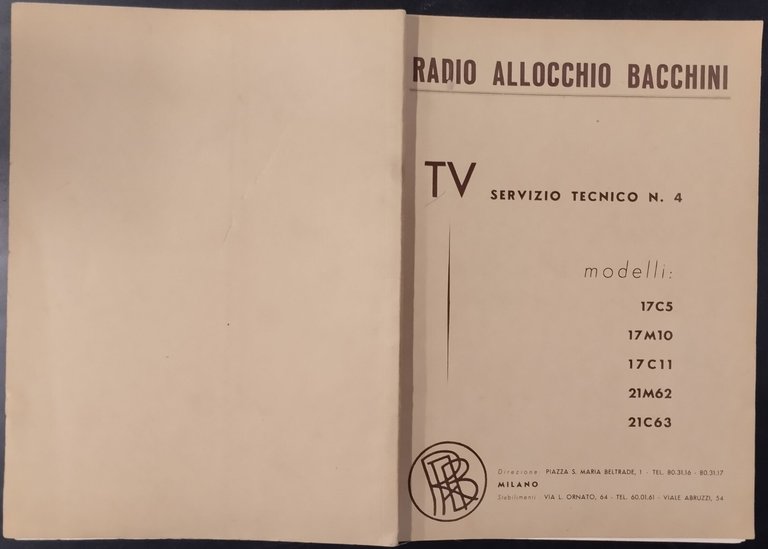 RADIO ALLOCCHIO BACCHINI
TV SERVIZIO TECNICO N. 4
modelli:
17C5
17M10
17C11
21M62
21C63
RAB
Direzione: PIAZZA S. MARIA BELTRADE, 1 - TEL. 80.31.16 - 80.31.17
MILANO
Stabilimenti: VIA L. ORNATO, 64 - TEL. 60.01.61 - VIALE ABRUZZI, 54